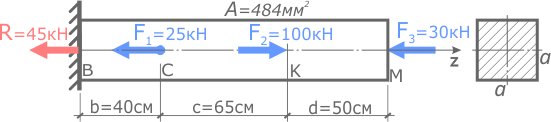 A=484мм²
R=45кН
F₁=25кН
F₂=100кН
F₃=30кН
z
B
C
K
M
a
a
b=40см
c=65см
d=50см